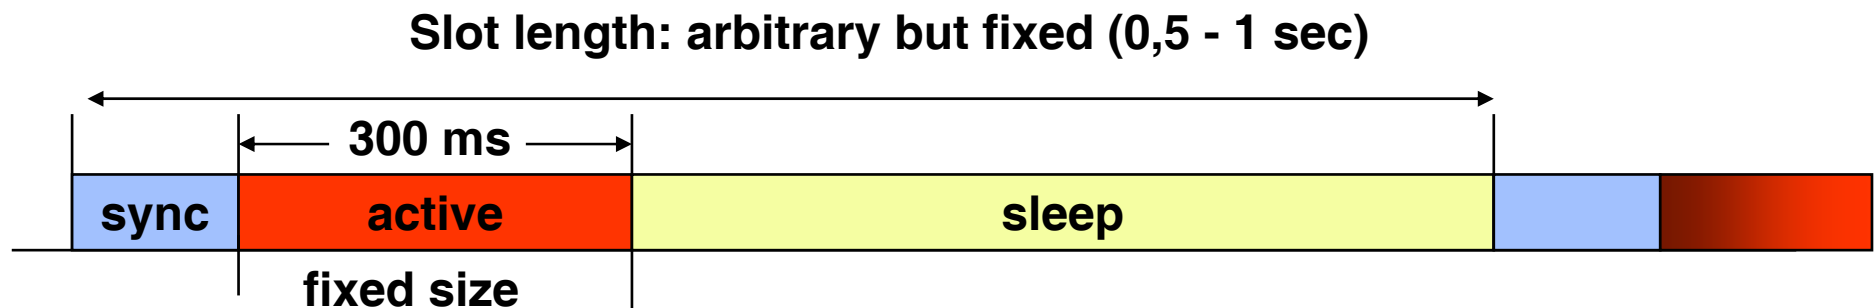 Slot length: arbitrary but fixed (0,5 - 1 sec)
300 ms
sync active sleep
fixed size